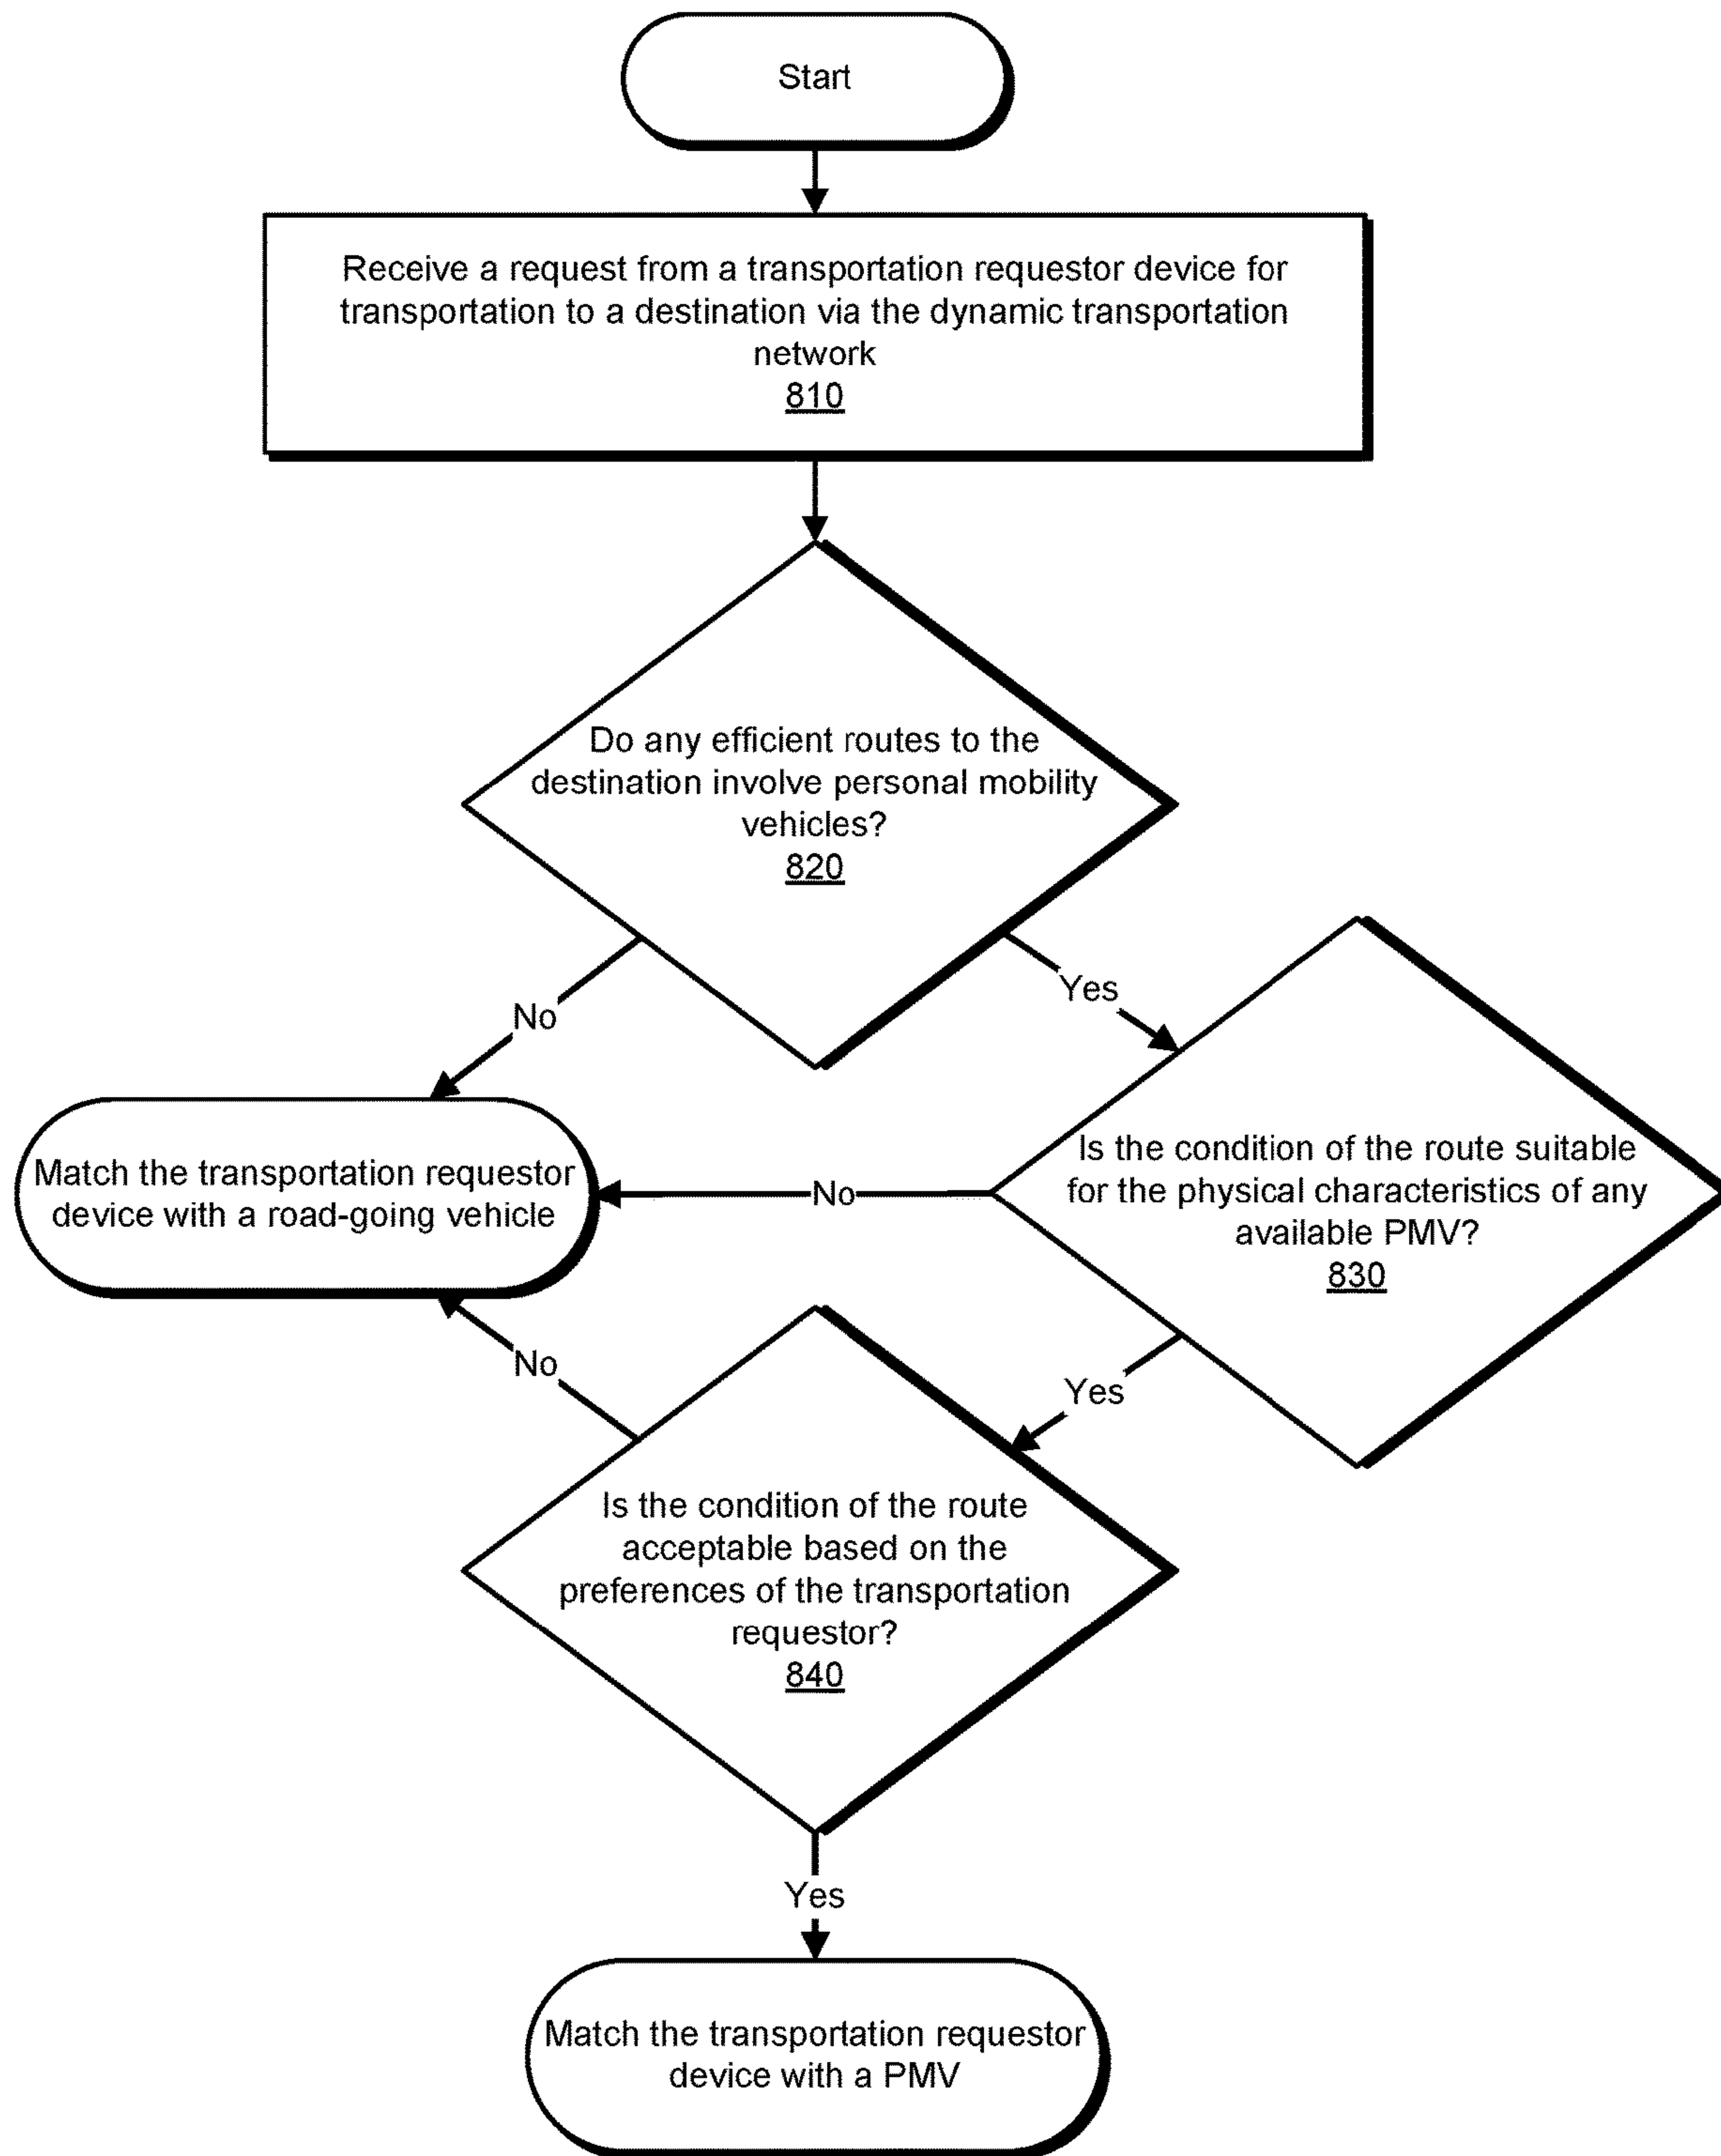 Start
Receive a request from a transportation requestor device for
transportation to a destination via the dynamic transportation
network
810
Do any efficient routes to the
destination involve personal mobility
vehicles?
820
No
Yes
Match the transportation requestor
device with a road-going vehicle
No
Is the condition of the route suitable
for the physical characteristics of any
available PMV?
830
No
Yes
Is the condition of the route
acceptable based on the
preferences of the transportation
requestor?
840
Yes
Match the transportation requestor
device with a PMV